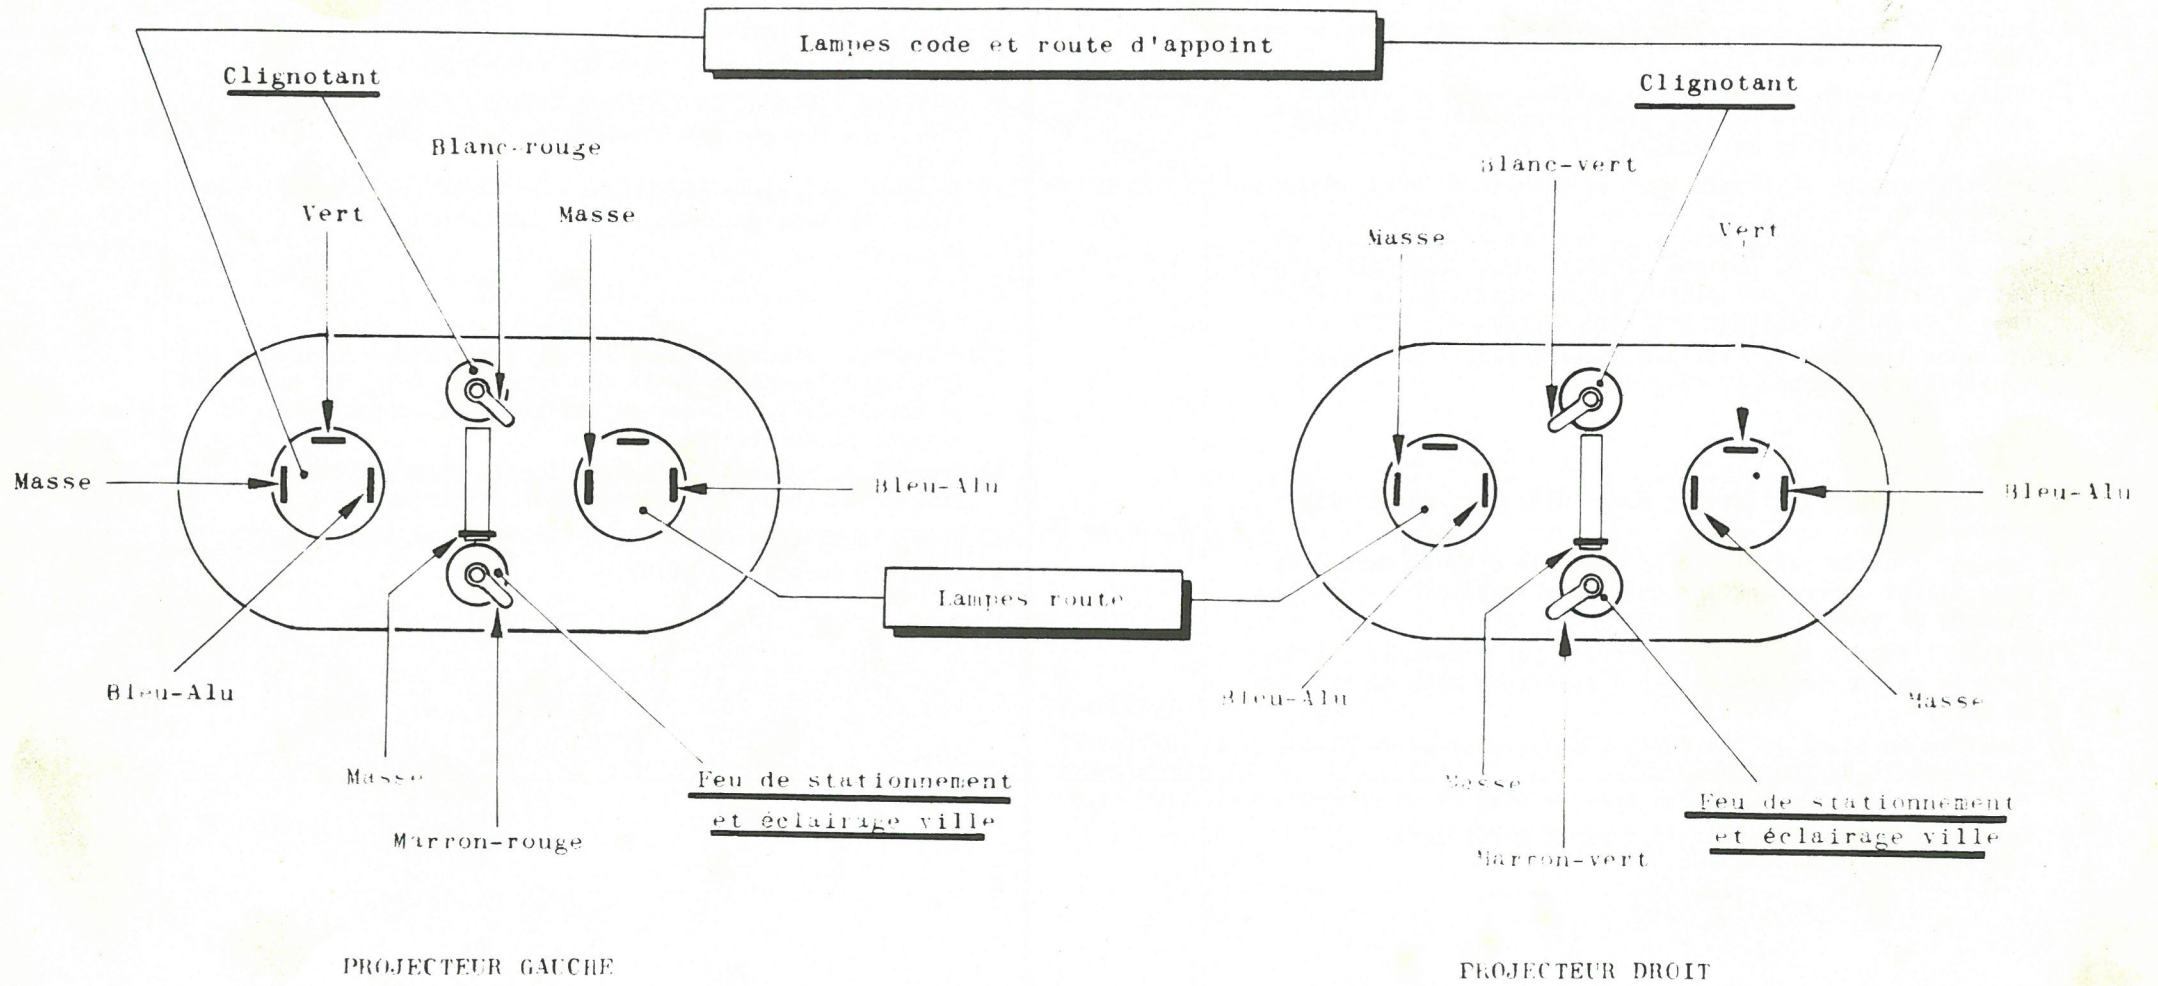 Lampes code et route d'appoint
Clignotant
Clignotant
Blanc-rouge
Blanc-vert
Vert
Masse
Masse
Vert
Masse
Bleu-Alu
Bleu-Alu
Lampes route
Bleu-Alu
Bleu-Alu
Masse
Masse
Feu de stationnement
et éclairage ville
Masse
Feu de stationnement
et éclairage ville
Marron-rouge
Marron-vert
PROJECTEUR GAUCHE
PROJECTEUR DROIT